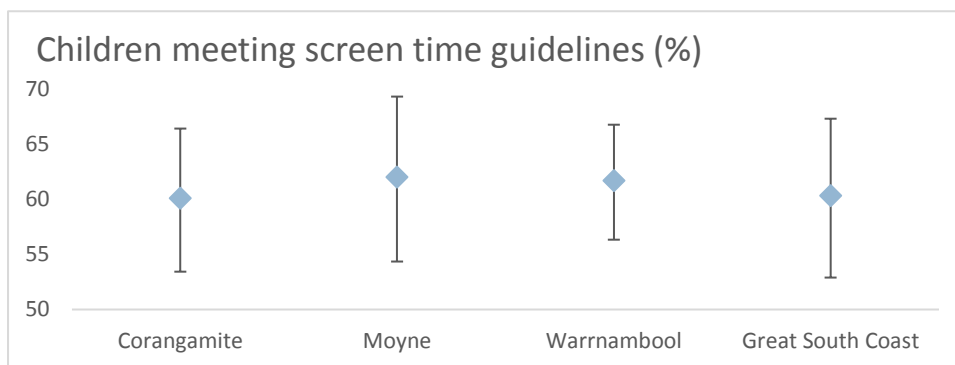 Children meeting screen time guidelines (%)
70
65
60
55
50
Corangamite Moyne Warrnambool Great South Coast